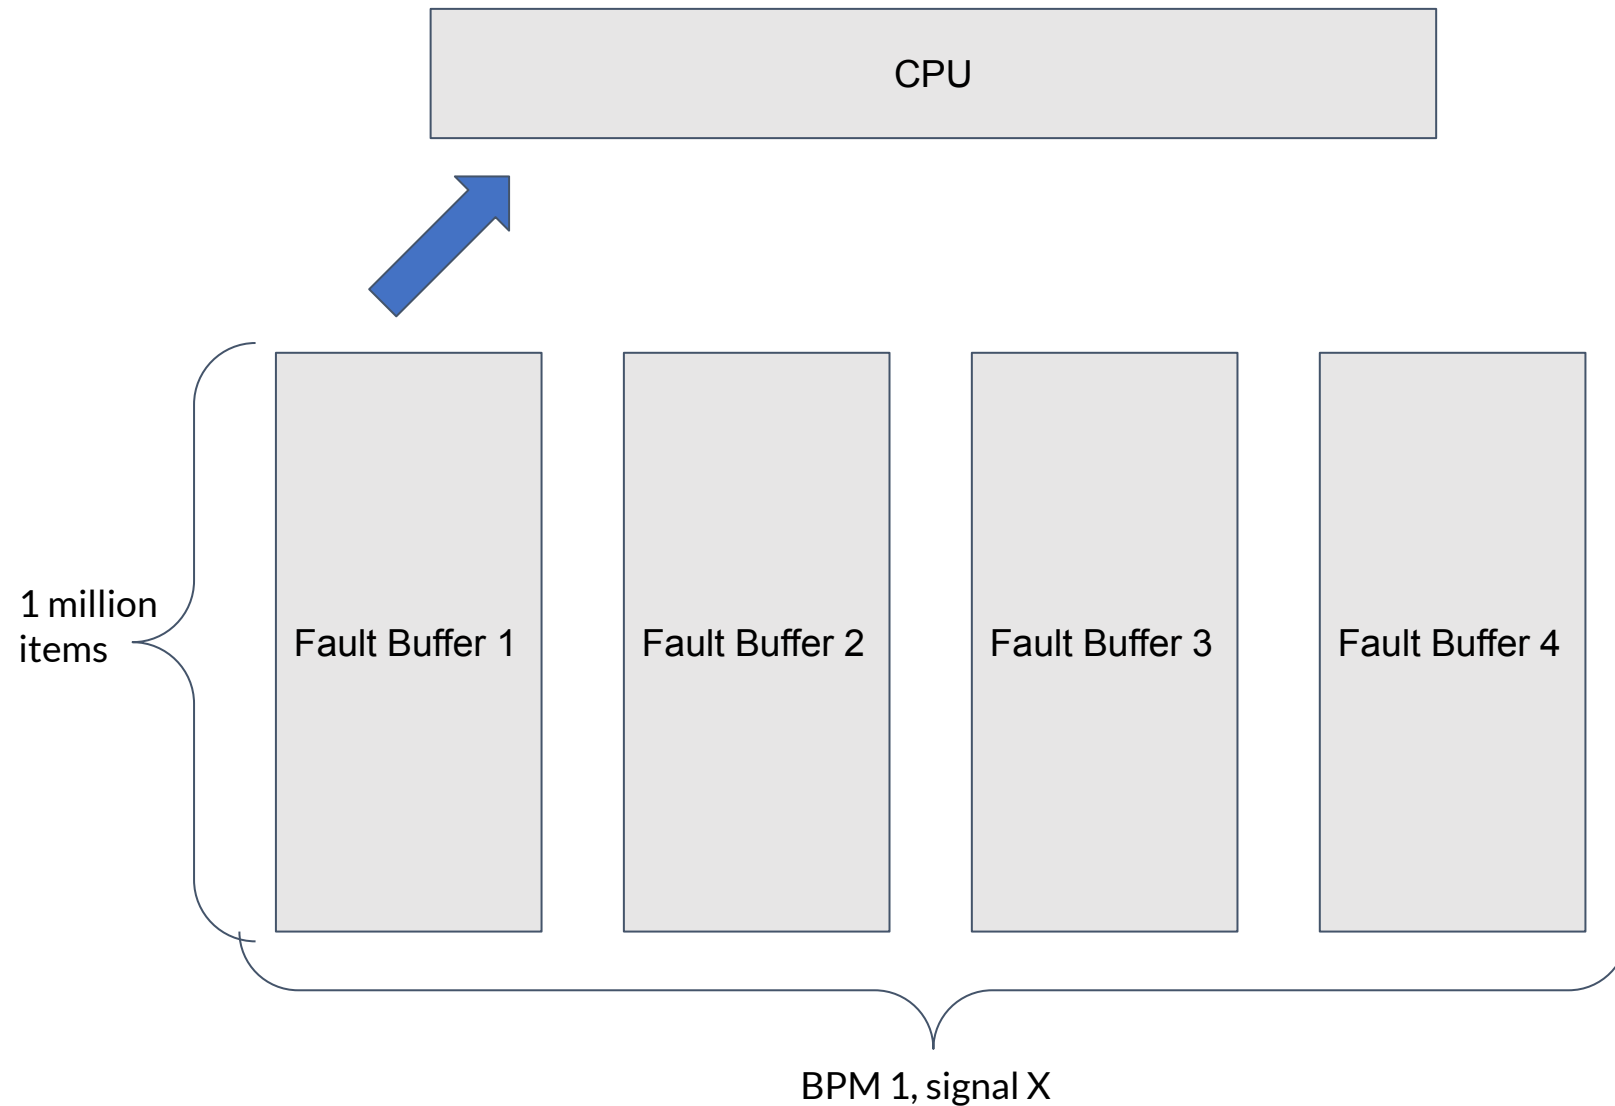 CPU
1 million
items
Fault Buffer 1
Fault Buffer 2
Fault Buffer 3
Fault Buffer 4
BPM 1, signal X